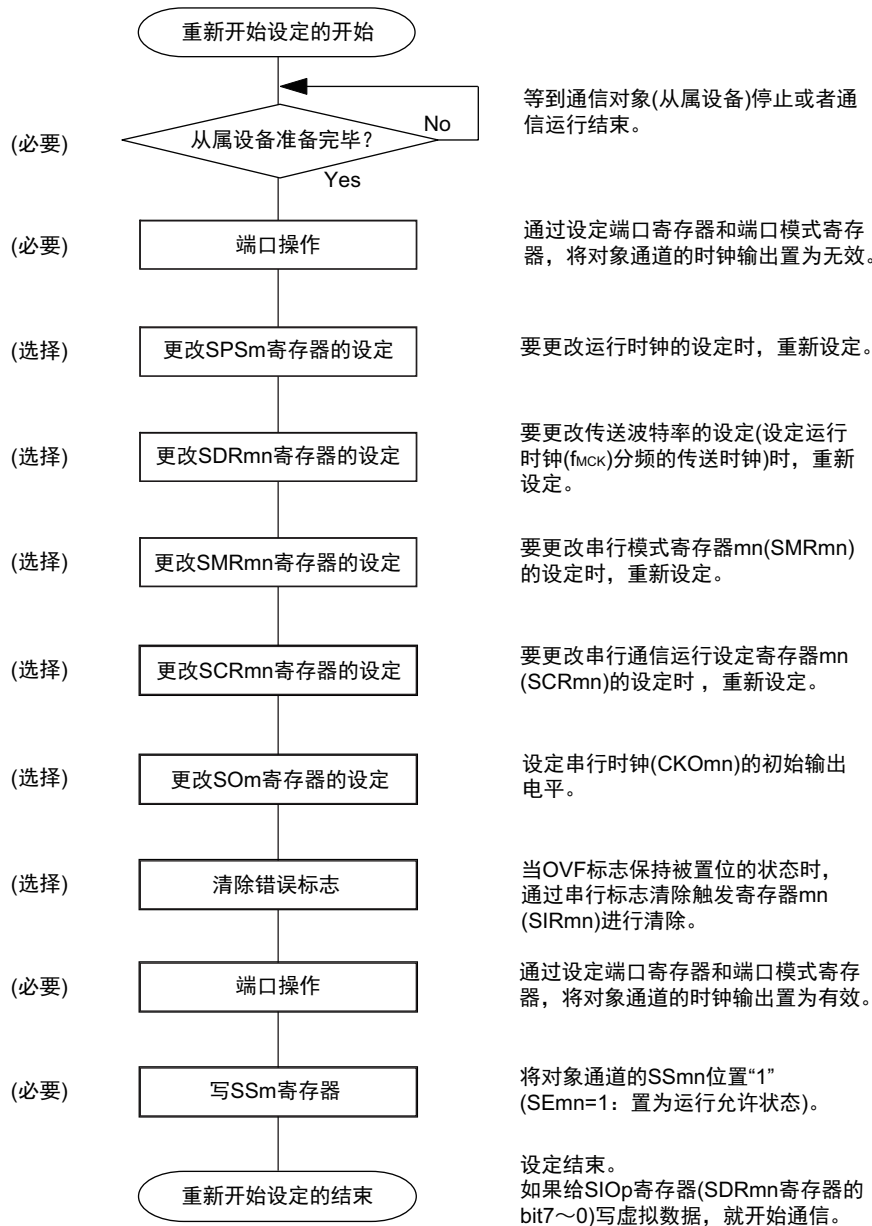 重新开始设定的开始
等到通信对象(从属设备)停止或者通
信运行结束。
(必要)
从属设备准备完毕?
No
Yes
(必要)
端口操作
通过设定端口寄存器和端口模式寄存
器，将对象通道的时钟输出置为无效。
(选择)
更改SPSm寄存器的设定
要更改运行时钟的设定时，重新设定。
(选择)
更改SDRmn寄存器的设定
要更改传送波特率的设定(设定运行
时钟(fMCK)分频的传送时钟)时，重新
设定。
(选择)
更改SMRmn寄存器的设定
要更改串行模式寄存器mn(SMRmn)
的设定时，重新设定。
(选择)
更改SCRmn寄存器的设定
要更改串行通信运行设定寄存器mn
(SCRmn)的设定时，重新设定。
(选择)
更改SOm寄存器的设定
设定串行时钟(CKOmn)的初始输出
电平。
(选择)
清除错误标志
当OVF标志保持被置位的状态时，
通过串行标志清除触发寄存器mn
(SIRmn)进行清除。
(必要)
端口操作
通过设定端口寄存器和端口模式寄存
器，将对象通道的时钟输出置为有效。
(必要)
写SSm寄存器
将对象通道的SSmn位置“1”
(SEmn=1：置为运行允许状态)。
重新开始设定的结束
设定结束。
如果给SIOp寄存器(SDRmn寄存器的
bit7～0)写虚拟数据，就开始通信。